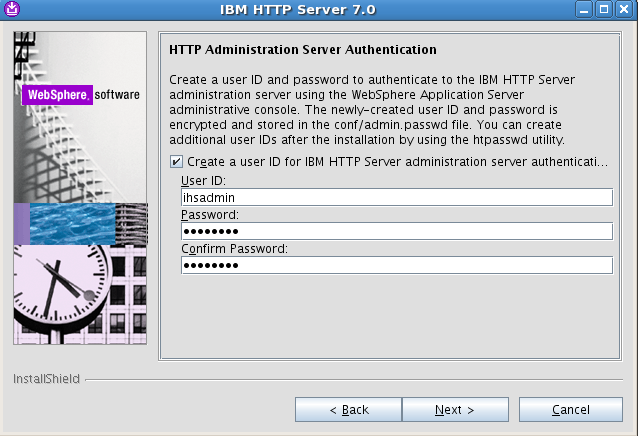 IBM HTTP Server 7.0
WebSphere. software
HTTP Administration Server Authentication
Create a user ID and password to authenticate to the IBM HTTP Server
administration server using the WebSphere Application Server
administrative console. The newly-created user ID and password is
encrypted and stored in the conf/admin.passwd file. You can create
additional user IDs after the installation by using the htpasswd utility.
Create a user ID for IBM HTTP Server administration server authenticati...
User ID:
ihsadmin
Password:
●●●●●●●●
Confirm Password:
●●●●●●●●
InstallShield
< Back Next > Cancel